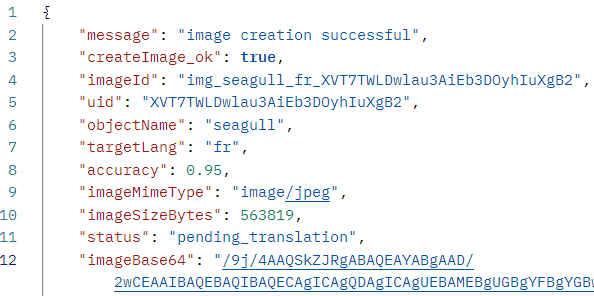 1 {
2 "message": "image creation successful",
3 "createImage_ok": true,
4 "imageId": "img_seagull_fr_XVT7TWLDwlau3AiEb3DOyhIuXgB2",
5 "uid": "XVT7TWLDwlau3AiEb3DOyhIuXgB2",
6 "objectName": "seagull",
7 "targetLang": "fr",
8 "accuracy": 0.95,
9 "imageMimeType": "image/jpeg",
10 "imageSizeBytes": 563819,
11 "status": "pending_translation",
12 "imageBase64": "/9j/4AAQSkZJRgABAQEAYABgAAD/
2wCEAAIBAQEBAQIBAQECAgICAgQDAgICAgUEBAMEBgUGBgYFBgYGBw